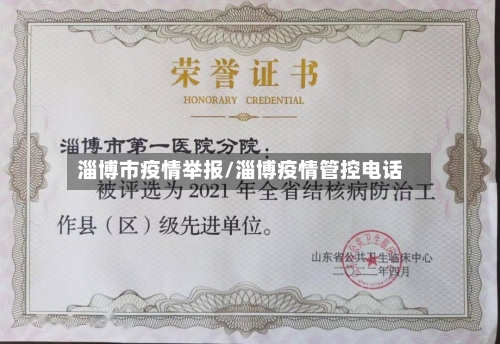 荣誉证书
HONORARY CREDENTIAL
淄博市第一医院分院：
淄博市疫情举报/淄博疫情管控电话
被评选为2021年全省结核病防治工
作县（区）级先进单位。
山东省公共卫生临床中心
二〇二二年四月